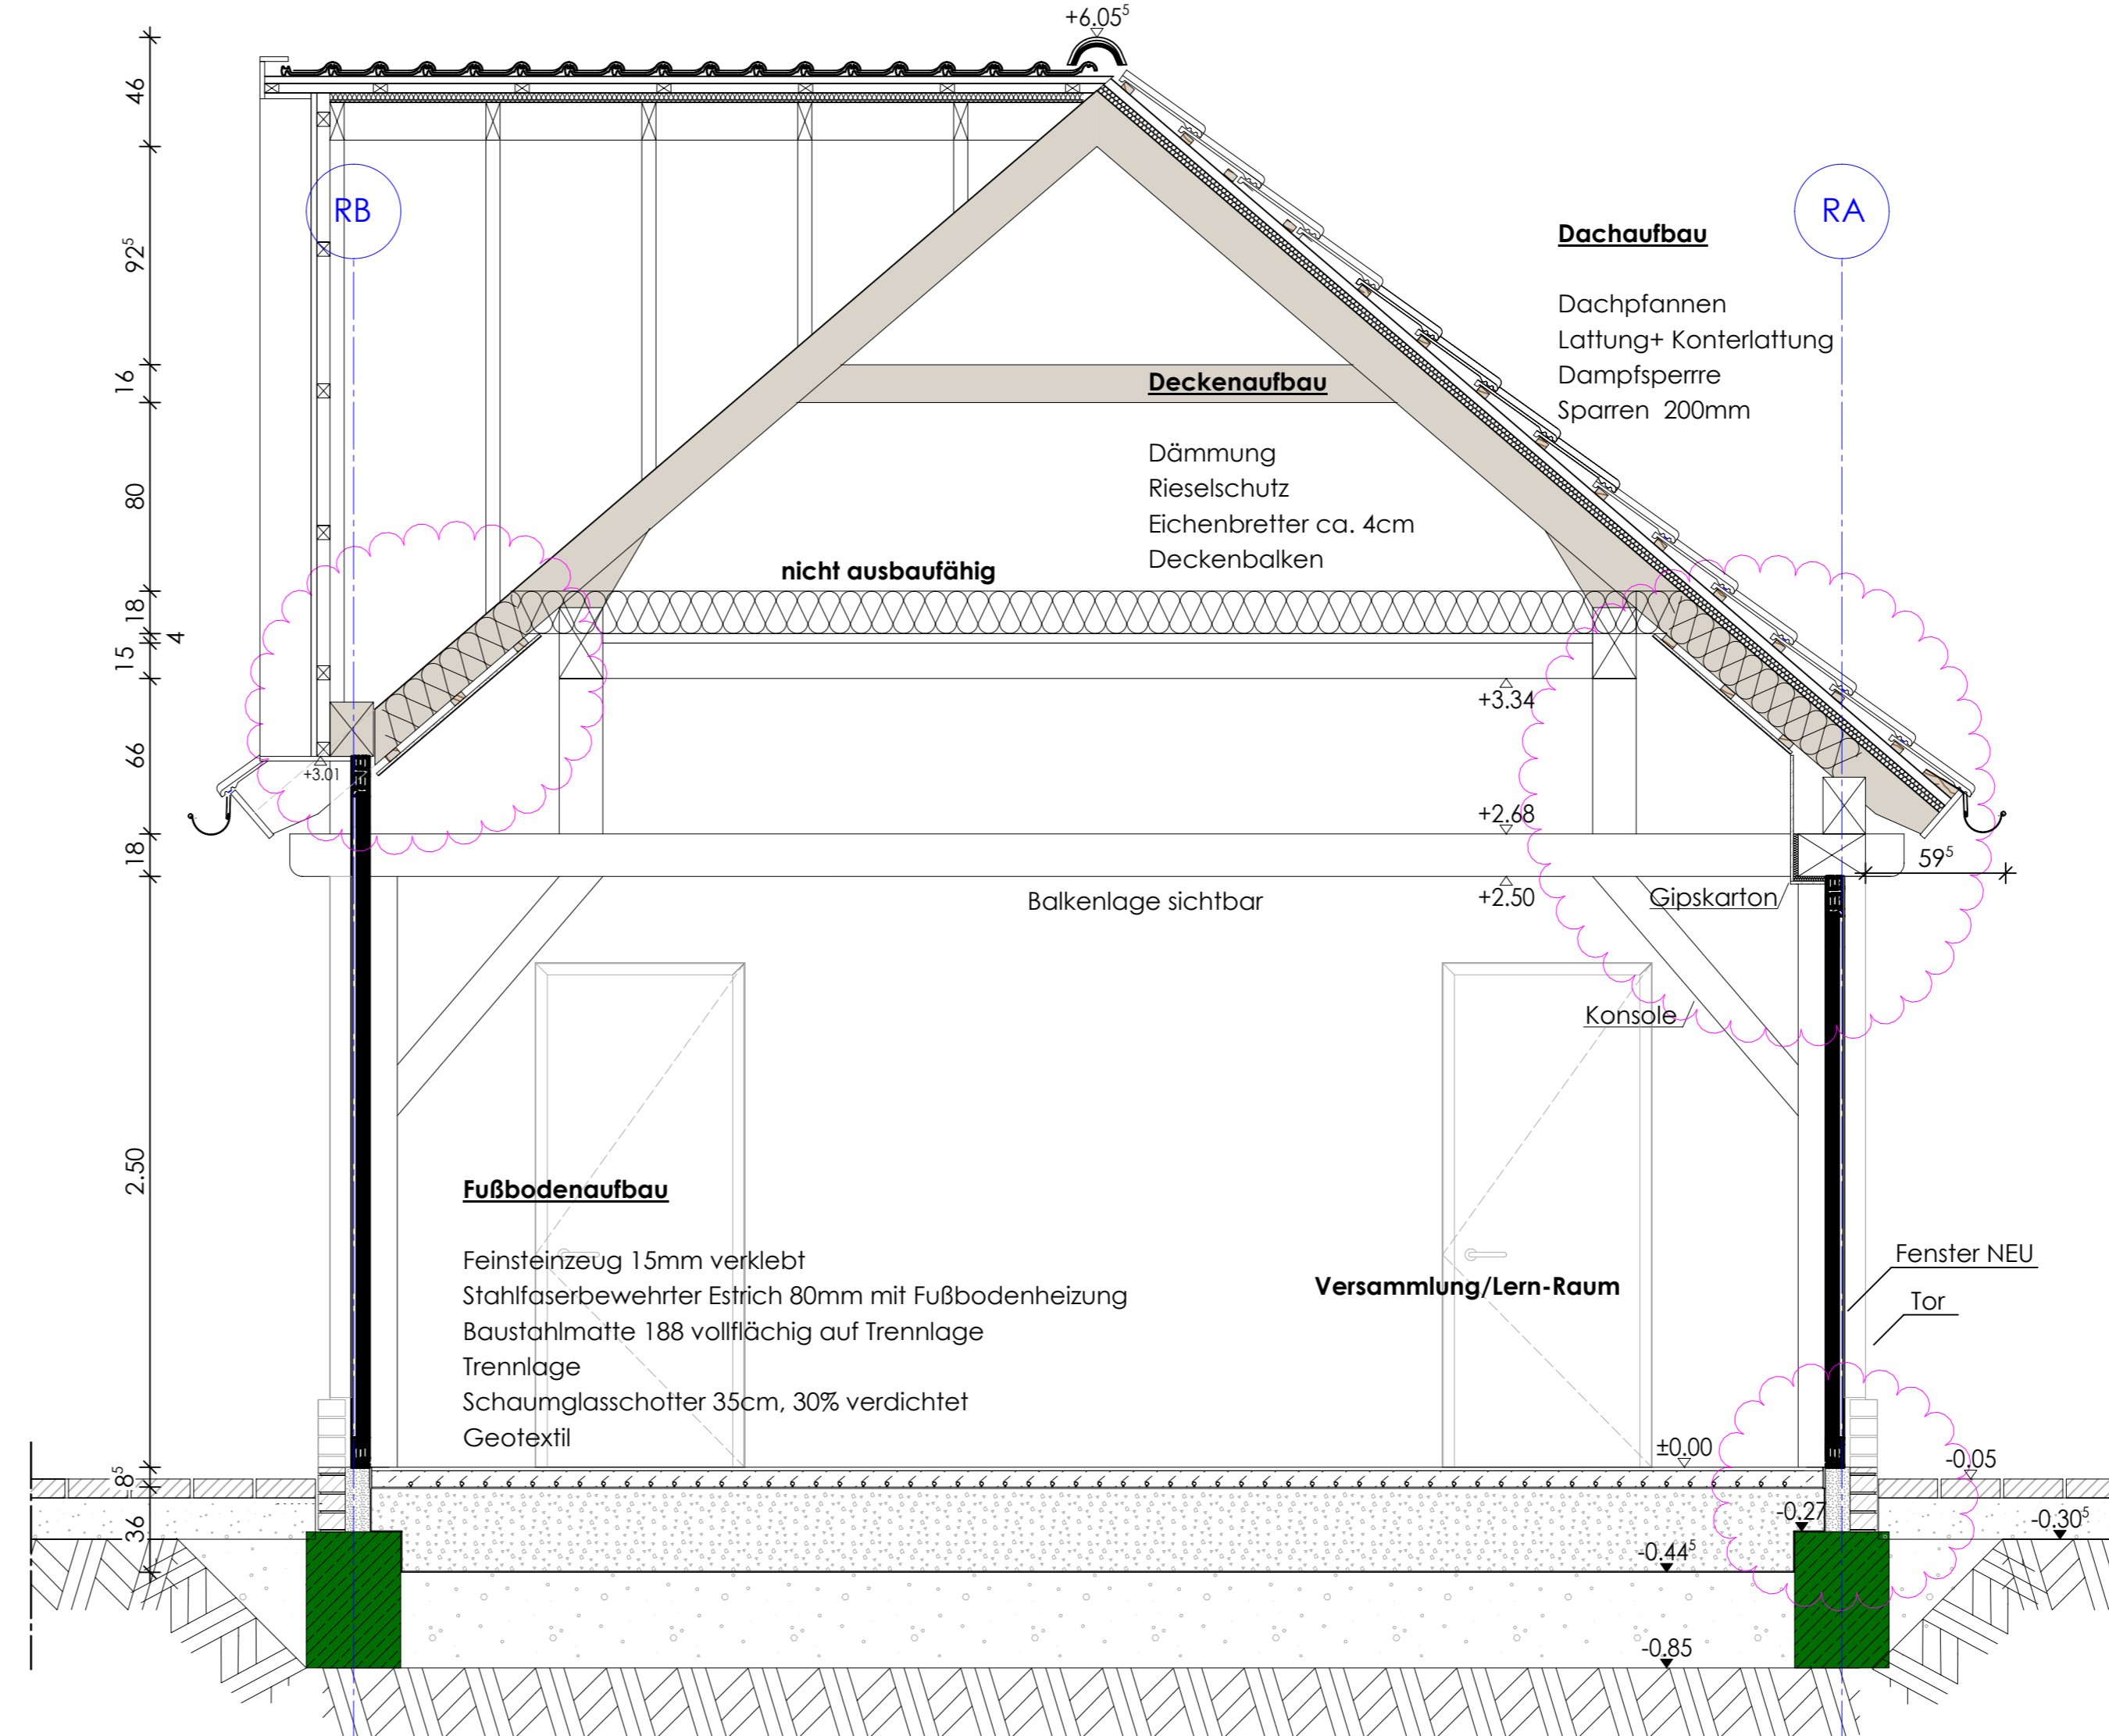 +6.05⁵
46
RB
RA
92⁵
Dachaufbau
Dachpfannen
Lattung+ Konterlattung
Dampfsperrre
Sparren 200mm
16
Deckenaufbau
Dämmung
Rieselschutz
Eichenbretter ca. 4cm
Deckenbalken
80
nicht ausbaufähig
18
4
15
+3.34
66
+3.01
+2.68
18
59⁵
Balkenlage sichtbar
+2.50
Gipskarton
Konsole
2.50
Fußbodenaufbau
Feinsteinzeug 15mm verklebt
Stahlfaserbewehrter Estrich 80mm mit Fußbodenheizung
Baustahlmatte 188 vollflächig auf Trennlage
Trennlage
Schaumglasschotter 35cm, 30% verdichtet
Geotextil
Versammlung/Lern-Raum
Fenster NEU
Tor
±0.00
-0.05
8⁵
-0.27
-0.30⁵
36
-0.44⁵
-0.85